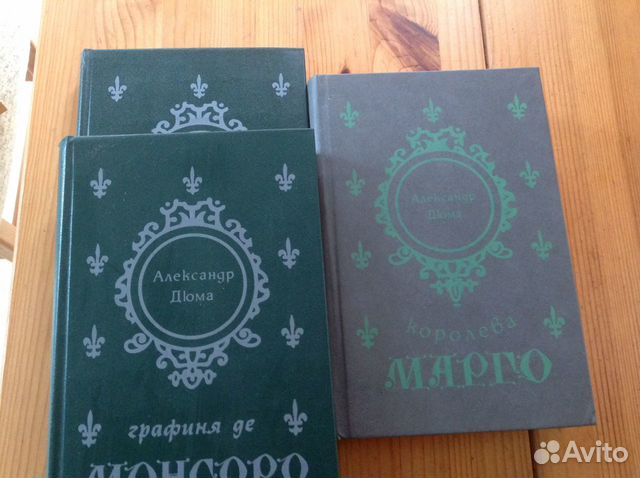 Александр
Дюма
графиня де
МОНСОРО
Александр
Дюма
королева
МАРГО
Avito